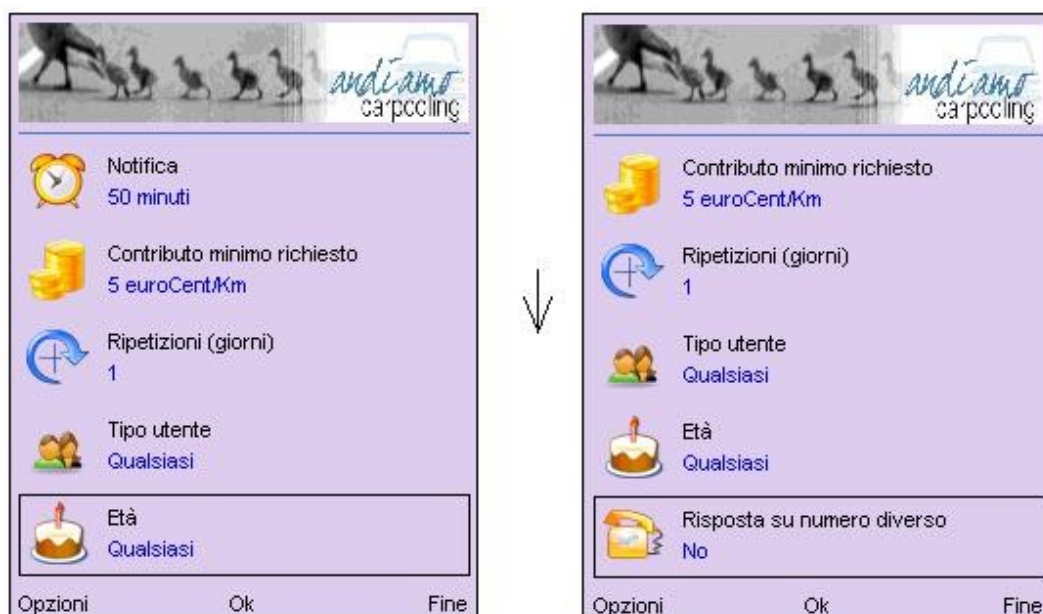 andiamo
carpooling
Notifica
50 minuti
Contributo minimo richiesto
5 euroCent/Km
Ripetizioni (giorni)
1
Tipo utente
Qualsiasi
Età
Qualsiasi
Opzioni Ok Fine
andiamo
carpooling
Contributo minimo richiesto
5 euroCent/Km
Ripetizioni (giorni)
1
Tipo utente
Qualsiasi
Età
Qualsiasi
Risposta su numero diverso
No
Opzioni Ok Fine